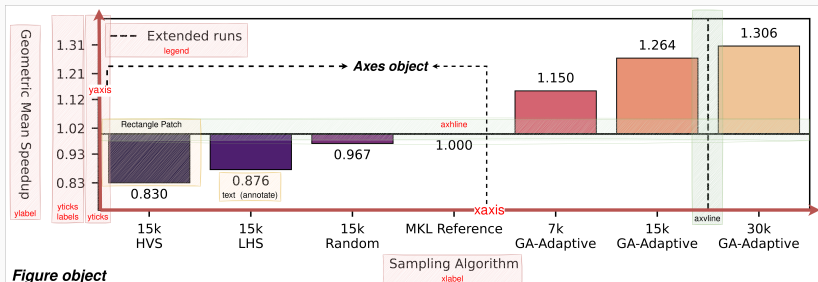 Extended runs
legend
Geometric Mean Speedup
ylabel
1.31
1.21
1.12
1.02
0.93
0.83
yticks
labels
yticks
yaxis
Axes object
1.306
1.264
1.150
Rectangle Patch
axhline
1.000
0.967
0.876
text (annotate)
0.830
xaxis
axvline
15k
HVS
15k
LHS
15k
Random
MKL Reference
7k
GA-Adaptive
15k
GA-Adaptive
30k
GA-Adaptive
Sampling Algorithm
xlabel
Figure object